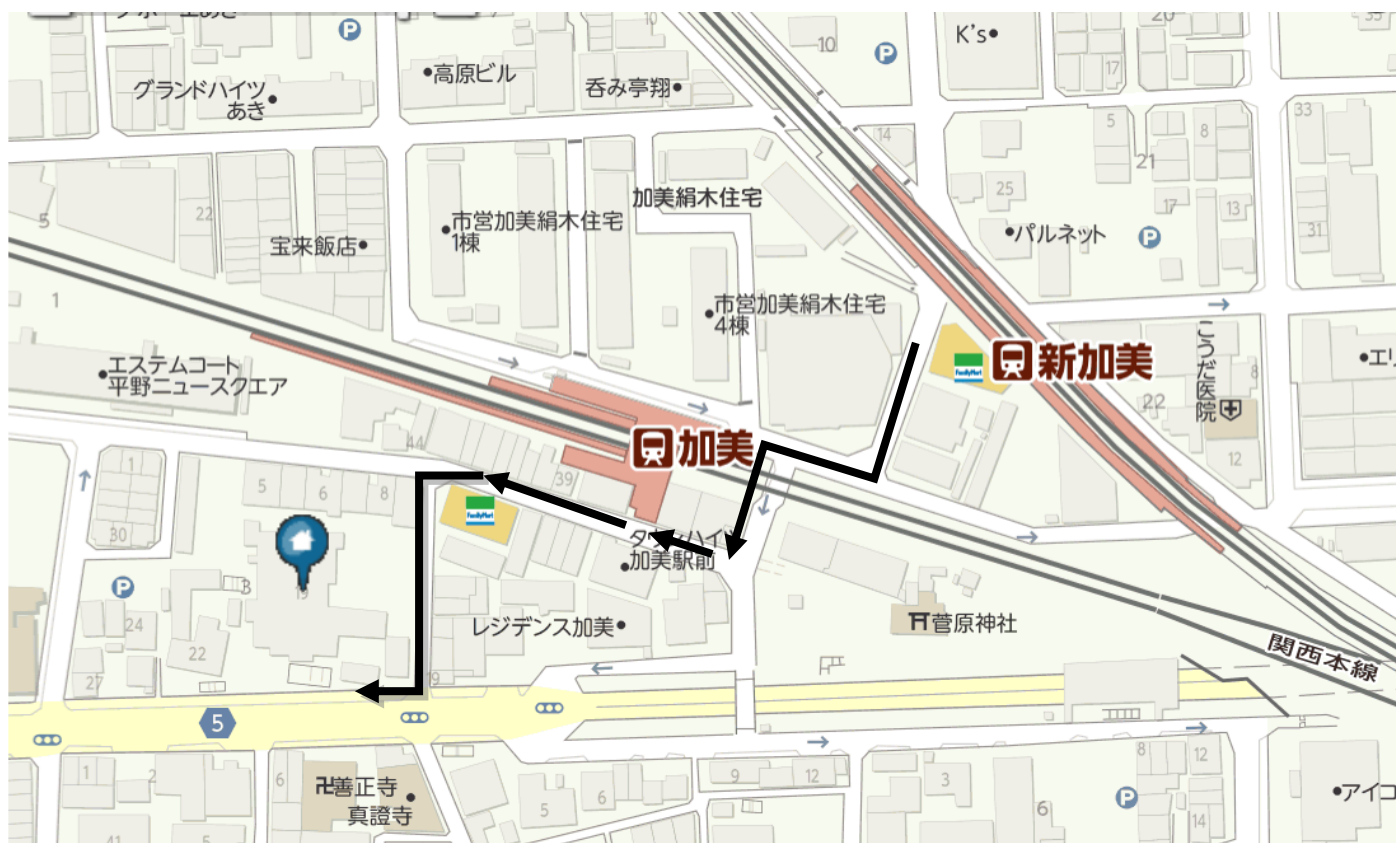 10
20
K's
17
高原ビル
グランドハイツ
あき
呑み亭翔
14
5
8
33
21
25
17
13
31
5
22
加美絹木住宅
市営加美絹木住宅
1棟
宝来飯店
パルネット
市営加美絹木住宅
4棟
1
エステムコート
平野ニュースクエア
FamilyMart
新加美
こうだ医院
8
22
12
加美
44
39
1
5
6
8
FamilyMart
30
加美駅前
3
19
24
22
27
レジデンス加美
菅原神社
関西本線
19
5
1
2
6
善正寺
真證寺
5
6
9
12
3
6
8
12
14
41
5
アイコ